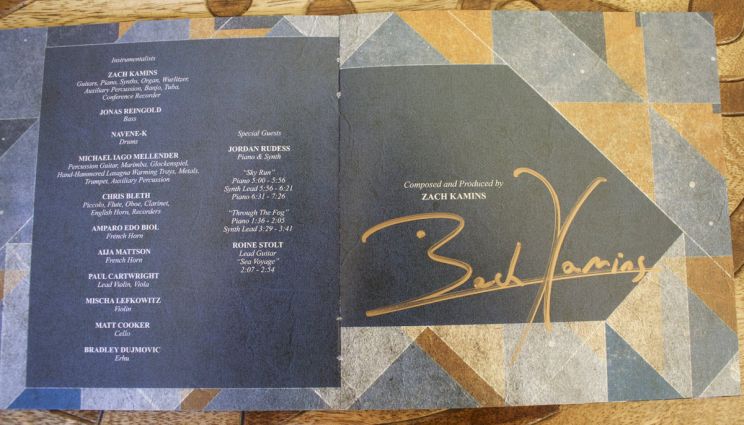 Instrumentalists
ZACH KAMINS
Guitars, Piano, Synths, Organ, Wurlitzer,
Auxiliary Percussion, Banjo, Tuba,
Conference Recorder
JONAS REINGOLD
Bass
NAVENE-K
Drums
MICHAEL IAGO MELLENDER
Percussion Guitar, Marimba, Glockenspiel,
Hand-Hammered Lasagna Warming Trays, Metals,
Trumpet, Auxiliary Percussion
CHRIS BLETH
Piccolo, Flute, Oboe, Clarinet,
English Horn, Recorders
AMPARO EDO BIOL
French Horn
AIJA MATTSON
French Horn
PAUL CARTWRIGHT
Lead Violin, Viola
MISCHA LEFKOWITZ
Violin
MATT COOKER
Cello
BRADLEY DUJMOVIC
Erhu
Special Guests
JORDAN RUDESS
Piano & Synth
"Sky Run"
Piano 5:00 - 5:56
Synth Lead 5:56 - 6:21
Piano 6:31 - 7:26
"Through The Fog"
Piano 1:36 - 2:05
Synth Lead 3:29 - 3:41
ROINE STOLT
Lead Guitar
"Sea Voyage"
2:07 - 2:54
Composed and Produced by
ZACH KAMINS
Zach Kamins